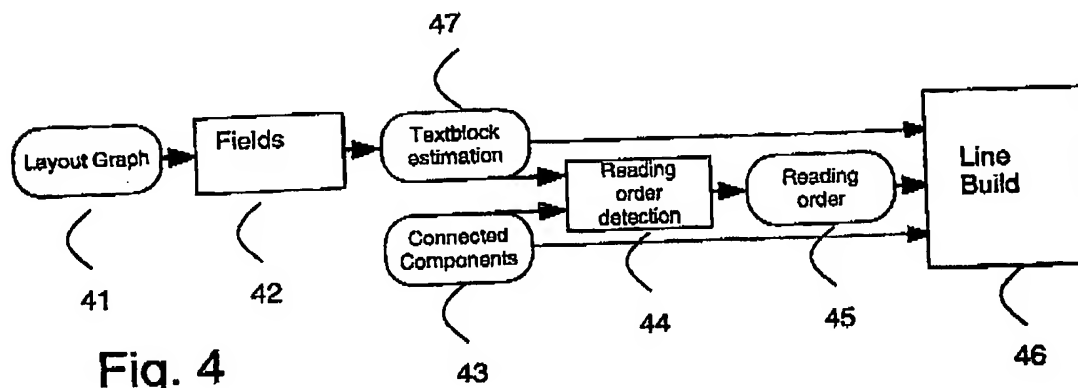 47
Layout Graph
Fields
Textblock
estimation
Reading
order
detection
Reading
order
Line
Build
Connected
Components
41
42
43
44
45
46
Fig. 4